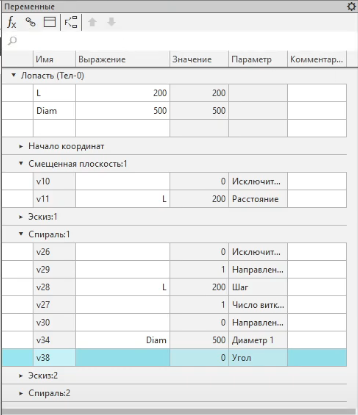 Переменные
fx
Имя Выражение Значение Параметр Комментар...
Лопасть (Тел-0)
L 200 200
Diam 500 500
Начало координат
Смещенная плоскость:1
v10 0 Исключит...
v11 L 200 Расстояние
Эскиз:1
Спираль:1
v26 0 Исключит...
v29 1 Направлен...
v28 L 200 Шаг
v27 1 Число витк...
v30 0 Направлен...
v34 Diam 500 Диаметр 1
v38 0 Угол
Эскиз:2
Спираль:2